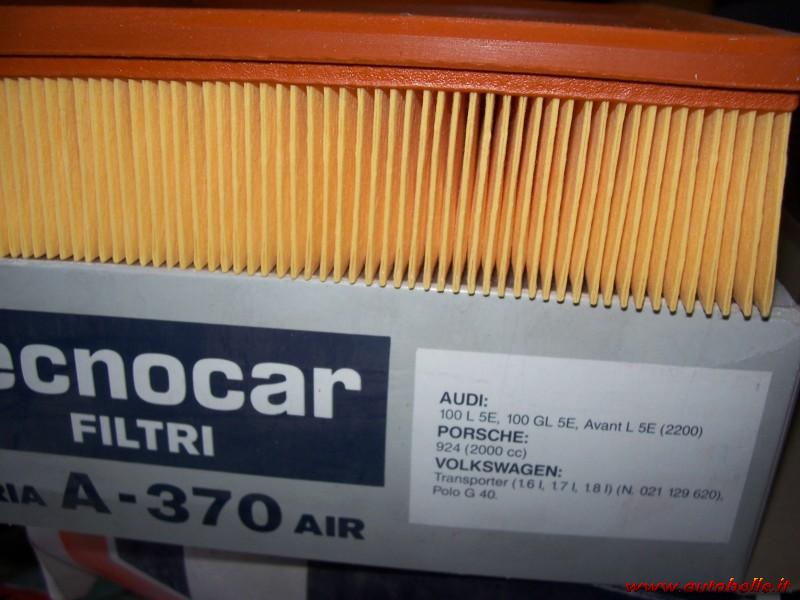 ecnocar
FILTRI
RIA A-370 AIR
AUDI:
100 L 5E, 100 GL 5E, Avant L 5E (2200)
PORSCHE:
924 (2000 cc)
VOLKSWAGEN:
Transporter (1.6 l, 1.7 l, 1.8 l) (N. 021 129 620),
Polo G 40.
www.autobelle.it